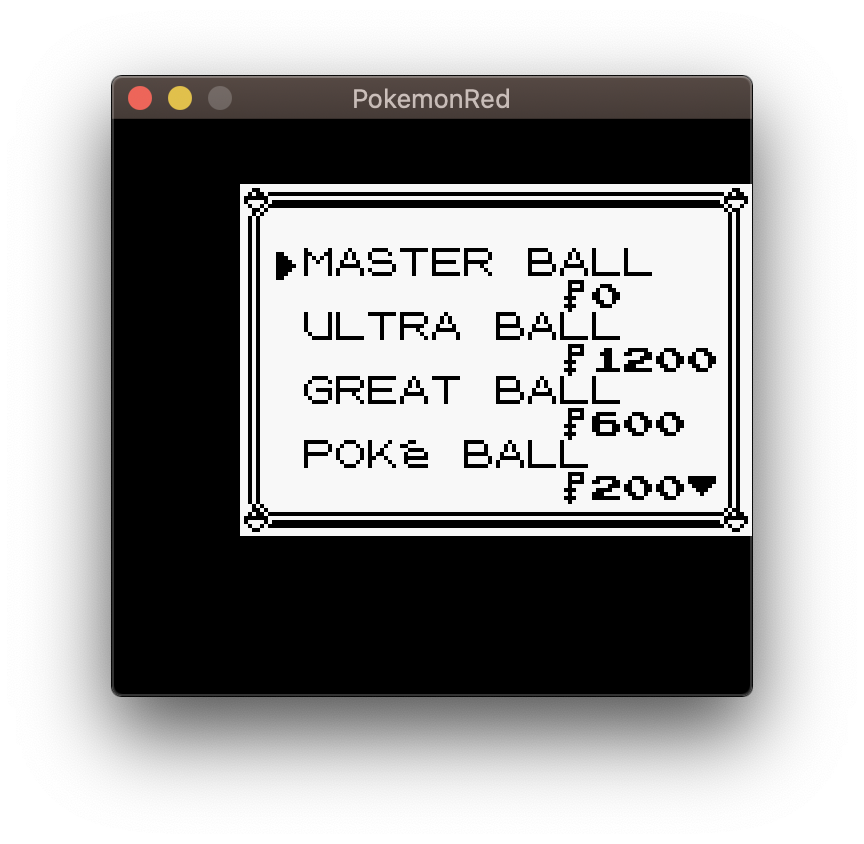 PokemonRed
MASTER BALL
₽0
ULTRA BALL
₽1200
GREAT BALL
₽600
POKé BALL
₽200